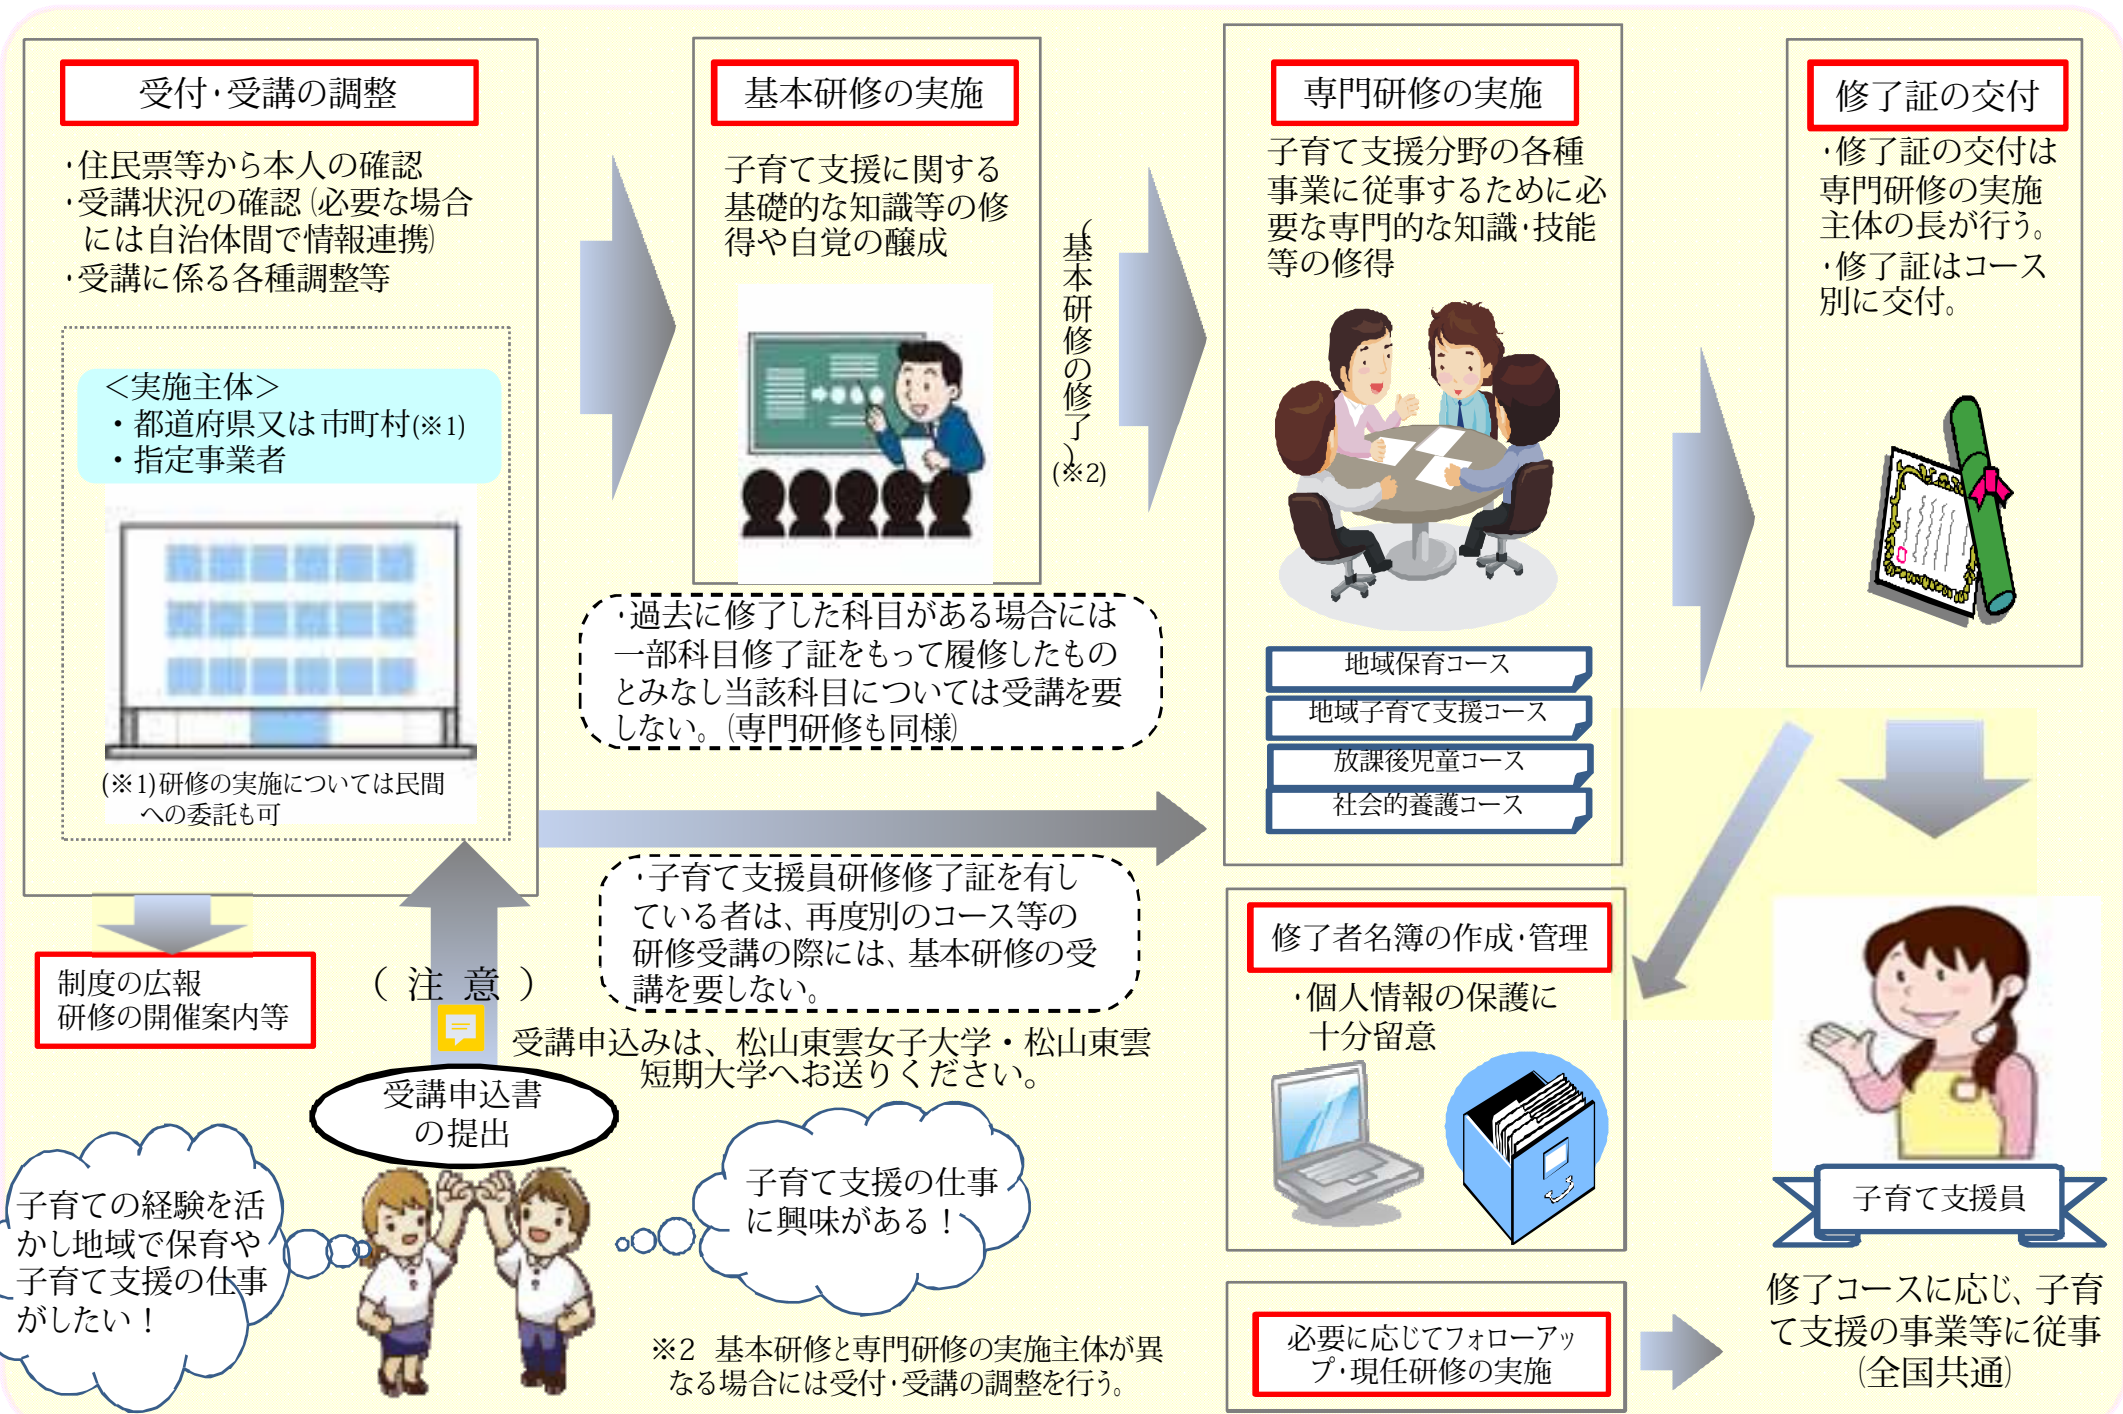 受付・受講の調整
・住民票等から本人の確認
・受講状況の確認（必要な場合
には自治体間で情報連携）
・受講に係る各種調整等
＜実施主体＞
・都道府県又は市町村(※1)
・指定事業者
(※1)研修の実施については民間
への委託も可
制度の広報
研修の開催案内等
（ 注 意 ）
受講申込みは、松山東雲女子大学・松山東雲
短期大学へお送りください。
受講申込書
の提出
子育ての経験を活
かし地域で保育や
子育て支援の仕事
がしたい！
子育て支援の仕事
に興味がある！
基本研修の実施
子育て支援に関する
基礎的な知識等の修
得や自覚の醸成
（基本研修の修了）
(※2)
・過去に修了した科目がある場合には
一部科目修了証をもって履修したもの
とみなし当該科目については受講を要
しない。（専門研修も同様）
・子育て支援員研修修了証を有し
ている者は、再度別のコース等の
研修受講の際には、基本研修の受
講を要しない。
※2　基本研修と専門研修の実施主体が異
なる場合には受付・受講の調整を行う。
専門研修の実施
子育て支援分野の各種
事業に従事するために必
要な専門的な知識・技能
等の修得
地域保育コース
地域子育て支援コース
放課後児童コース
社会的養護コース
修了者名簿の作成・管理
・個人情報の保護に
十分留意
必要に応じてフォローアッ
プ・現任研修の実施
修了証の交付
・修了証の交付は
専門研修の実施
主体の長が行う。
・修了証はコース
別に交付。
子育て支援員
修了コースに応じ、子育
て支援の事業等に従事
（全国共通）